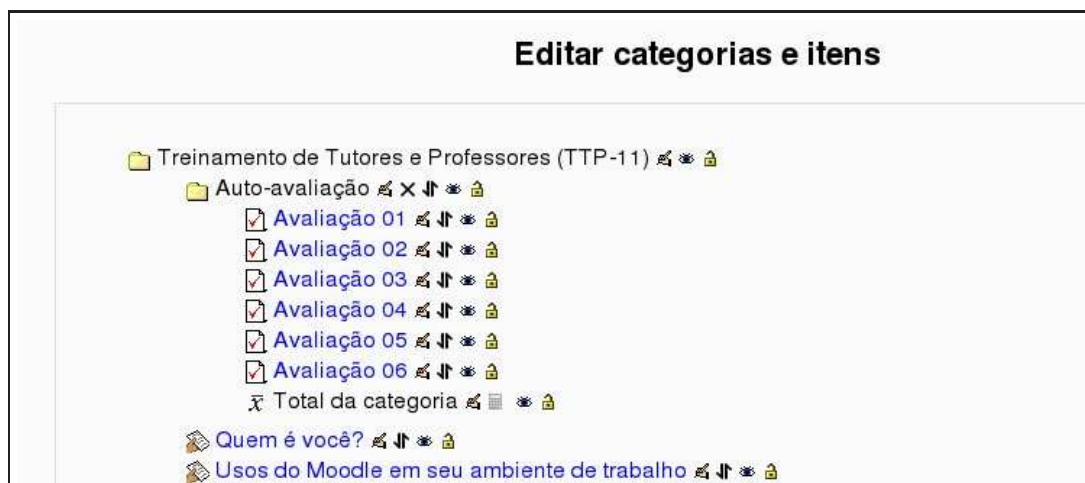 Editar categorias e itens
Treinamento de Tutores e Professores (TTP-11)
Auto-avaliação
Avaliação 01
Avaliação 02
Avaliação 03
Avaliação 04
Avaliação 05
Avaliação 06
x̅ Total da categoria
Quem é você?
Usos do Moodle em seu ambiente de trabalho